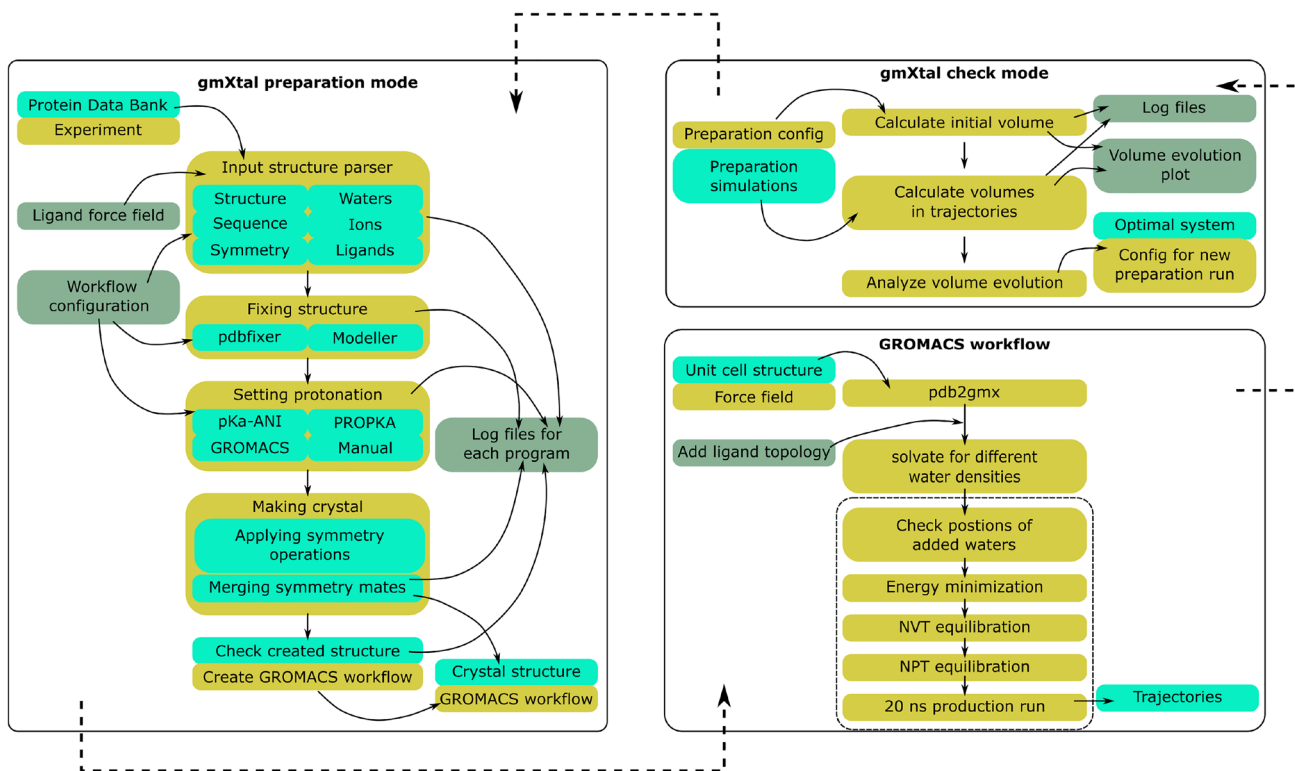 gmXtal preparation mode
Protein Data Bank
Experiment
Input structure parser
Structure
Waters
Sequence
Ions
Symmetry
Ligands
Ligand force field
Workflow
configuration
Fixing structure
pdbfixer
Modeller
Setting protonation
pKa-ANI
PROPKA
GROMACS
Manual
Log files for
each program
Making crystal
Applying symmetry
operations
Merging symmetry mates
Check created structure
Create GROMACS workflow
Crystal structure
GROMACS workflow
gmXtal check mode
Preparation config
Preparation
simulations
Calculate initial volume
Log files
Volume evolution
plot
Calculate volumes
in trajectories
Optimal system
Config for new
preparation run
Analyze volume evolution
GROMACS workflow
Unit cell structure
Force field
pdb2gmx
Add ligand topology
solvate for different
water densities
Check postions of
added waters
Energy minimization
NVT equilibration
NPT equilibration
20 ns production run
Trajectories